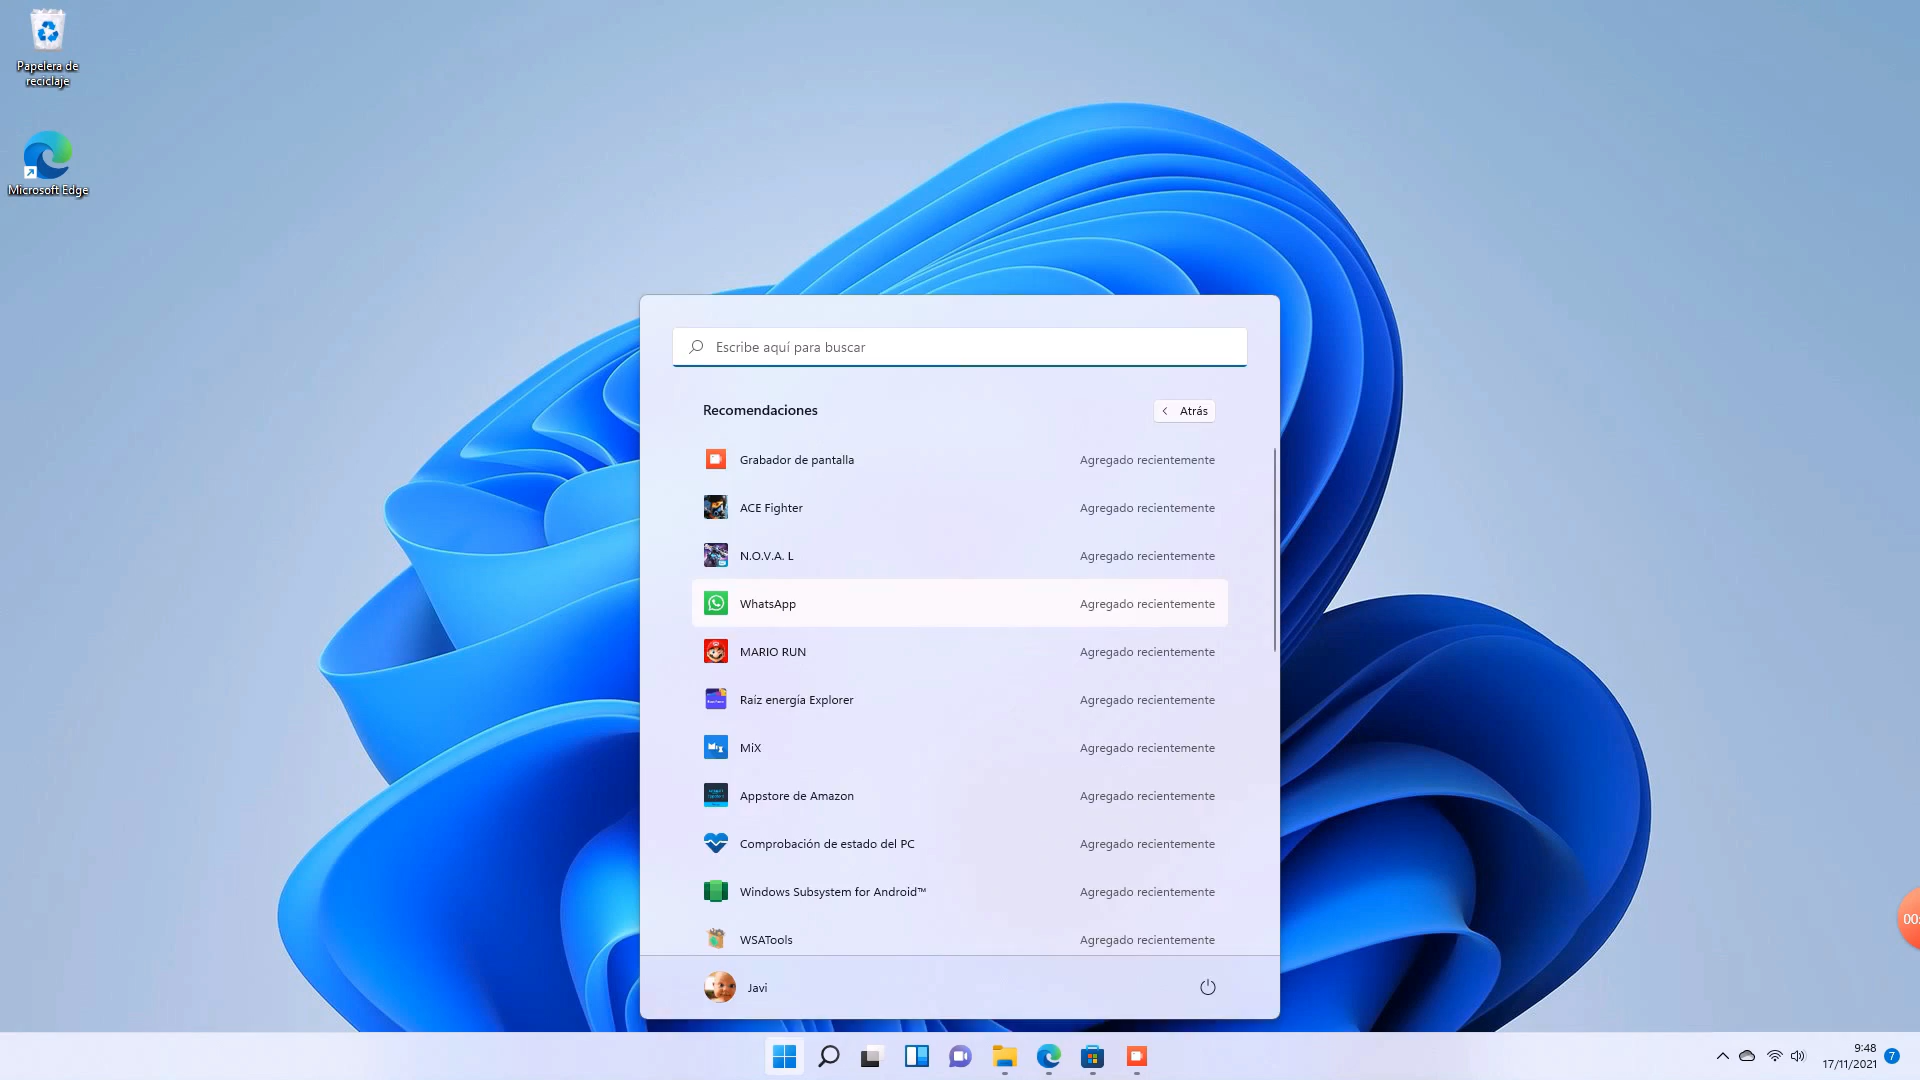 Papelera de
reciclaje
Microsoft Edge
Escribe aquí para buscar
Recomendaciones
Atrás
Grabador de pantalla Agregado recientemente
ACE Fighter Agregado recientemente
N.O.V.A. L Agregado recientemente
WhatsApp Agregado recientemente
MARIO RUN Agregado recientemente
Raíz energía Explorer Agregado recientemente
MiX Agregado recientemente
Appstore de Amazon Agregado recientemente
Comprobación de estado del PC Agregado recientemente
Windows Subsystem for Android™ Agregado recientemente
WSATools Agregado recientemente
Javi
00:
9:48
17/11/2021
7